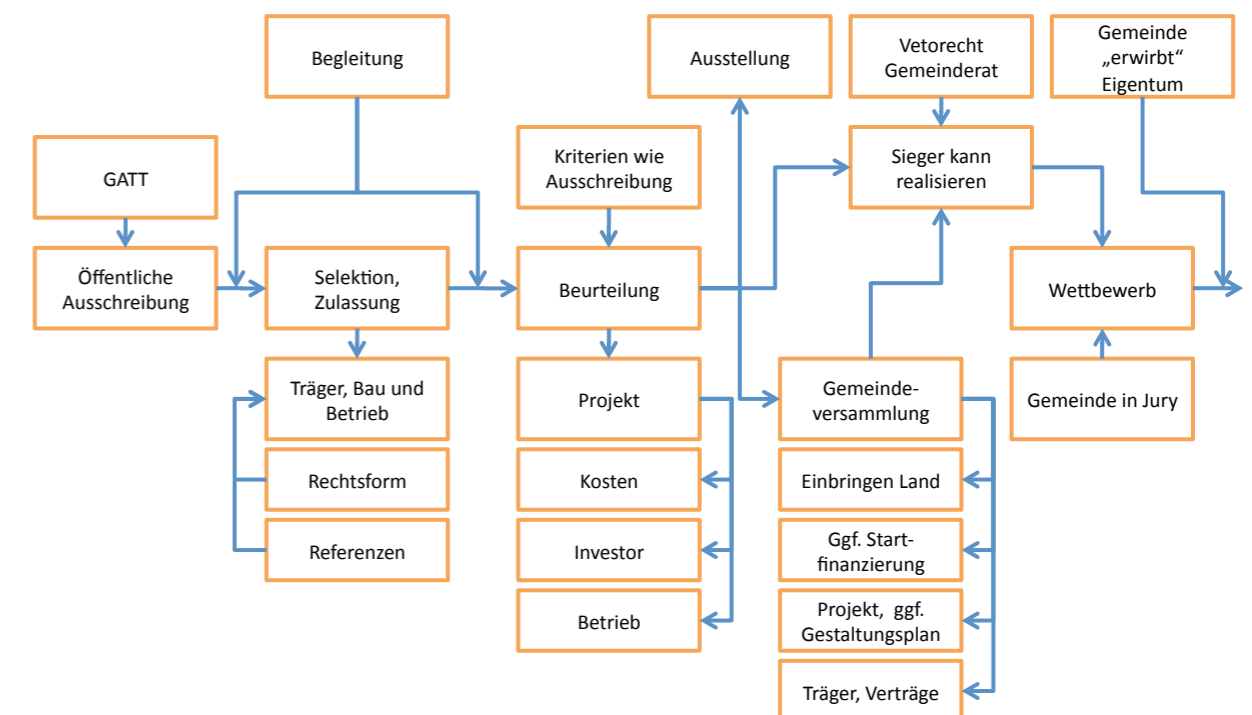 Begleitung
Ausstellung
Vetorecht
Gemeinderat
Gemeinde
„erwirbt“
Eigentum
GATT
Kriterien wie
Ausschreibung
Sieger kann
realisieren
Öffentliche
Ausschreibung
Selektion,
Zulassung
Beurteilung
Wettbewerb
Träger, Bau und
Betrieb
Projekt
Gemeinde-
versammlung
Gemeinde in Jury
Rechtsform
Kosten
Einbringen Land
Referenzen
Investor
Ggf. Start-
finanzierung
Betrieb
Projekt, ggf.
Gestaltungsplan
Träger, Verträge